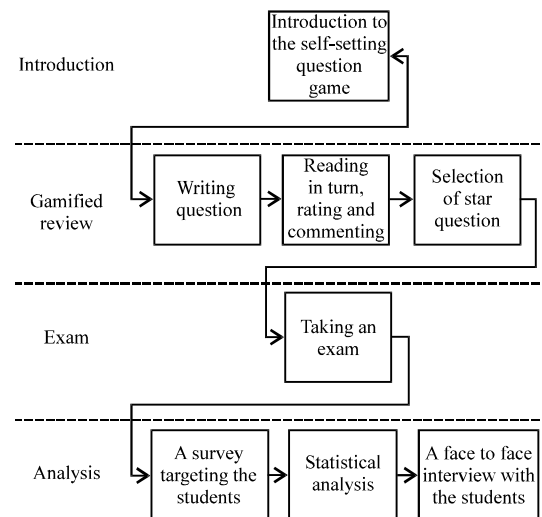 Introduction
Introduction to
the self-setting
question
game
Gamified
review
Writing
question
Reading
in turn,
rating and
commenting
Selection
of star
question
Exam
Taking an
exam
Analysis
A survey
targeting the
students
Statistical
analysis
A face to face
interview with
the students